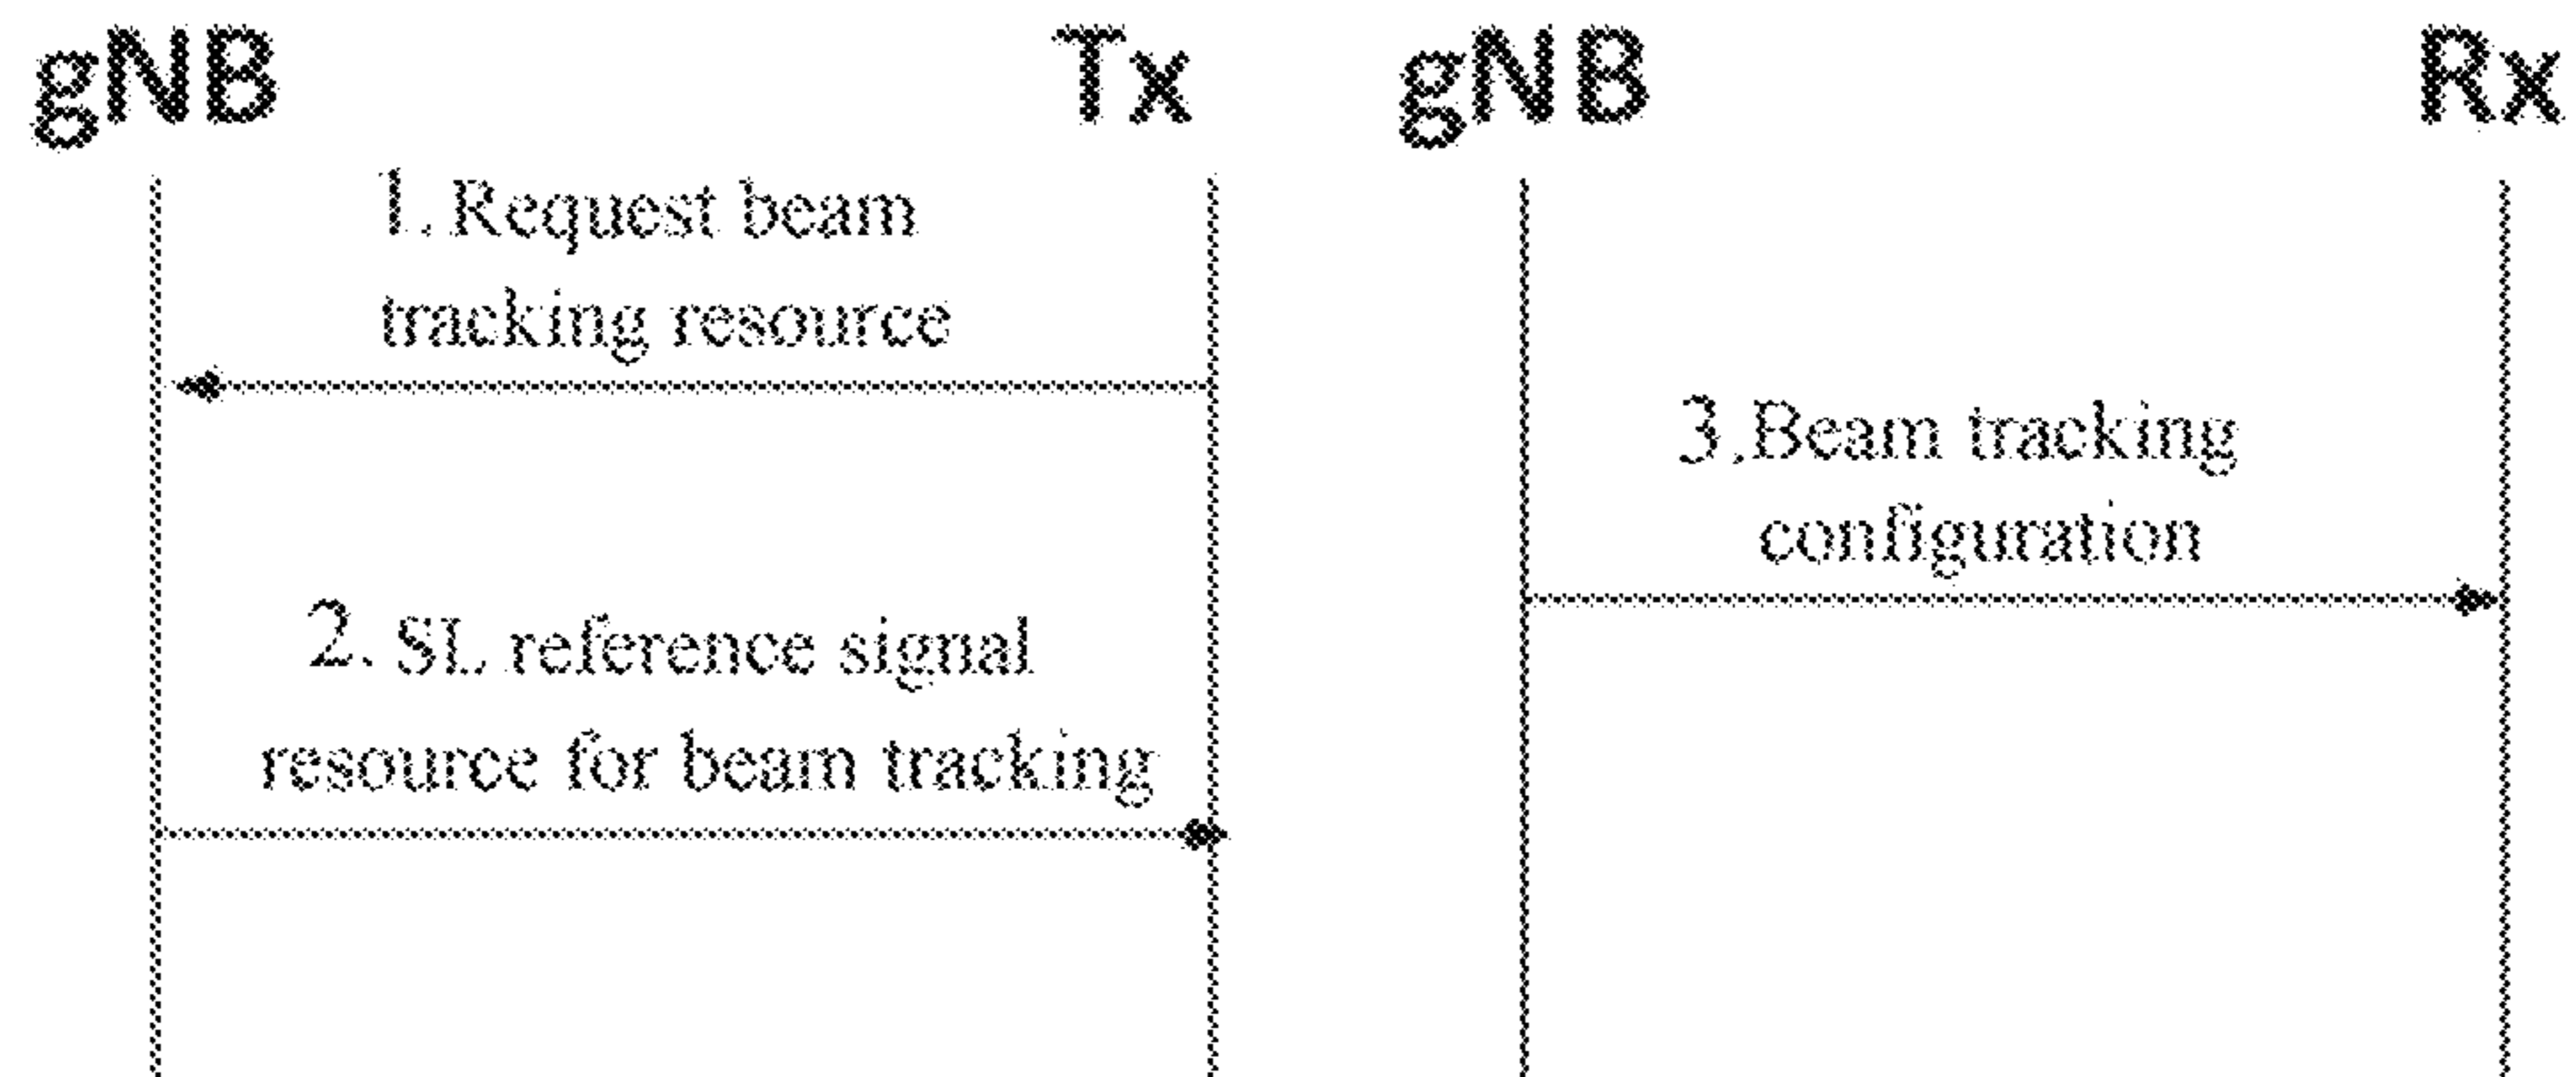 gNB Tx gNB Rx
1. Request beam
tracking resource
2. SL reference signal
resource for beam tracking
3.Beam tracking
configuration